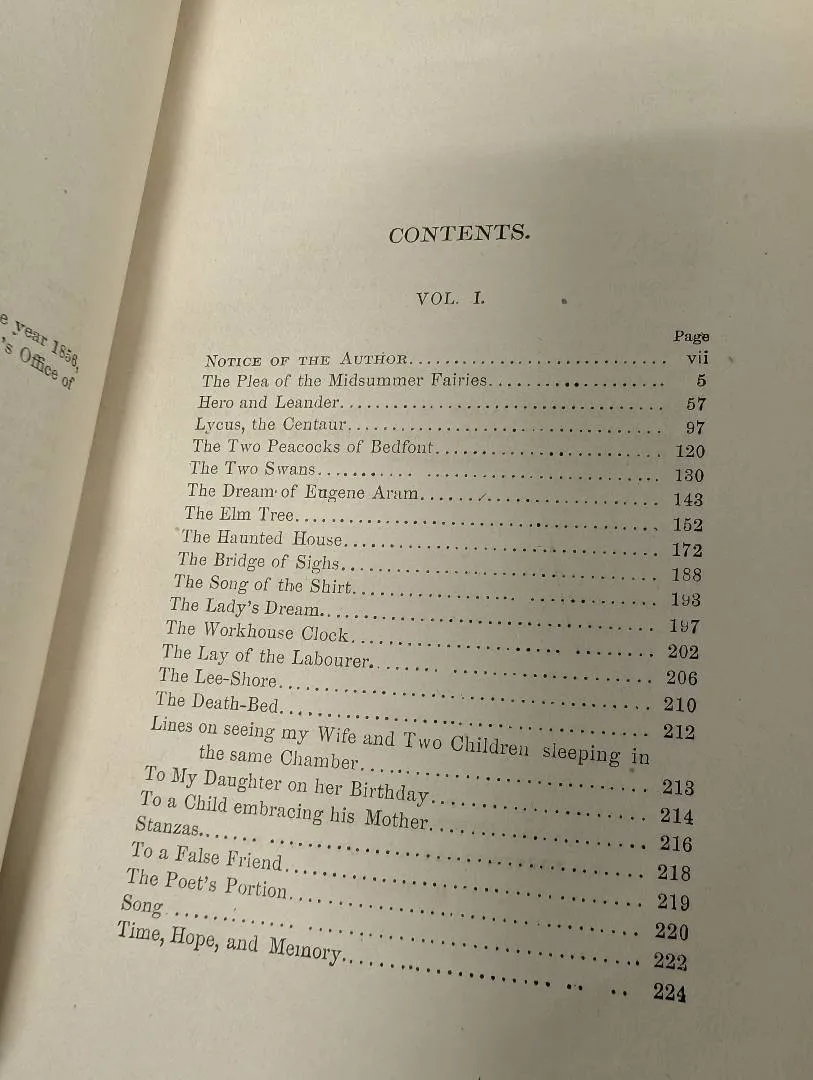 e year 1856,
's Office of
CONTENTS.
VOL. I.
Page
NOTICE OF THE AUTHOR........................... vii
The Plea of the Midsummer Fairies.................. 5
Hero and Leander................................. 57
Lycus, the Centaur................................ 97
The Two Peacocks of Bedfont....................... 120
The Two Swans.................................... 130
The Dream of Eugene Aram......................... 143
The Elm Tree..................................... 152
The Haunted House................................ 172
The Bridge of Sighs................................ 188
The Song of the Shirt.............................. 193
The Lady's Dream................................. 197
The Workhouse Clock.............................. 202
The Lay of the Labourer........................... 206
The Lee-Shore.................................... 210
The Death-Bed................................... 212
Lines on seeing my Wife and Two Children sleeping in
the same Chamber............................ 213
To My Daughter on her Birthday.................... 214
To a Child embracing his Mother.................... 216
Stanzas.......................................... 218
To a False Friend................................. 219
The Poet's Portion................................ 220
Song............................................ 222
Time, Hope, and Memory.......................... 224